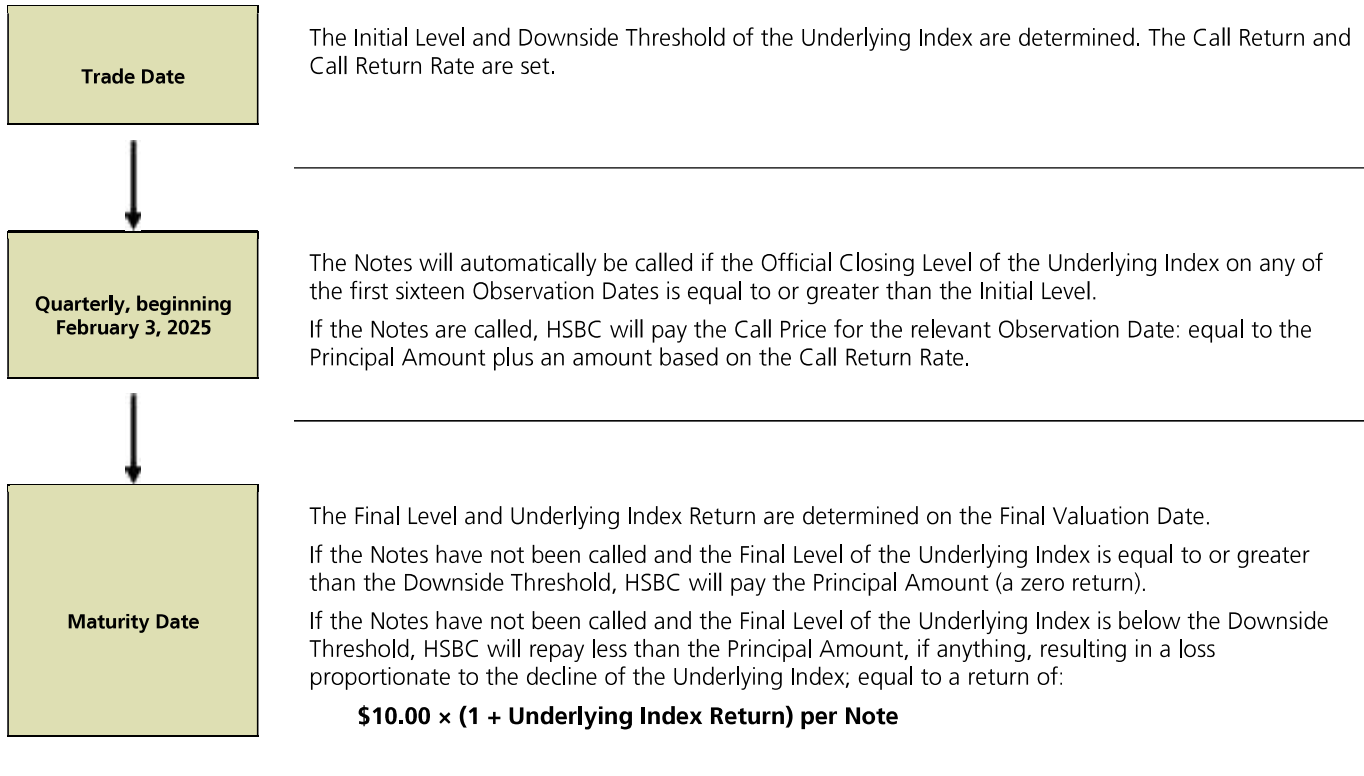 Trade Date
The Initial Level and Downside Threshold of the Underlying Index are determined. The Call Return and
Call Return Rate are set.
Quarterly, beginning
February 3, 2025
The Notes will automatically be called if the Official Closing Level of the Underlying Index on any of
the first sixteen Observation Dates is equal to or greater than the Initial Level.
If the Notes are called, HSBC will pay the Call Price for the relevant Observation Date: equal to the
Principal Amount plus an amount based on the Call Return Rate.
Maturity Date
The Final Level and Underlying Index Return are determined on the Final Valuation Date.
If the Notes have not been called and the Final Level of the Underlying Index is equal to or greater
than the Downside Threshold, HSBC will pay the Principal Amount (a zero return).
If the Notes have not been called and the Final Level of the Underlying Index is below the Downside
Threshold, HSBC will repay less than the Principal Amount, if anything, resulting in a loss
proportionate to the decline of the Underlying Index; equal to a return of:
$10.00 × (1 + Underlying Index Return) per Note